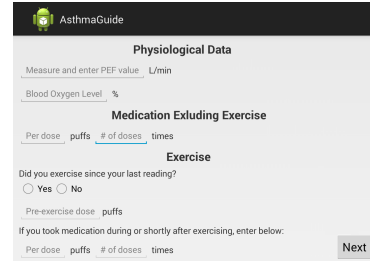 AsthmaGuide
Physiological Data
Measure and enter PEF value L/min
Blood Oxygen Level %
Medication Exluding Exercise
Per dose puffs # of doses times
Exercise
Did you exercise since your last reading?
Yes No
Pre-exercise dose puffs
If you took medication during or shortly after exercising, enter below:
Per dose puffs # of doses times
Next